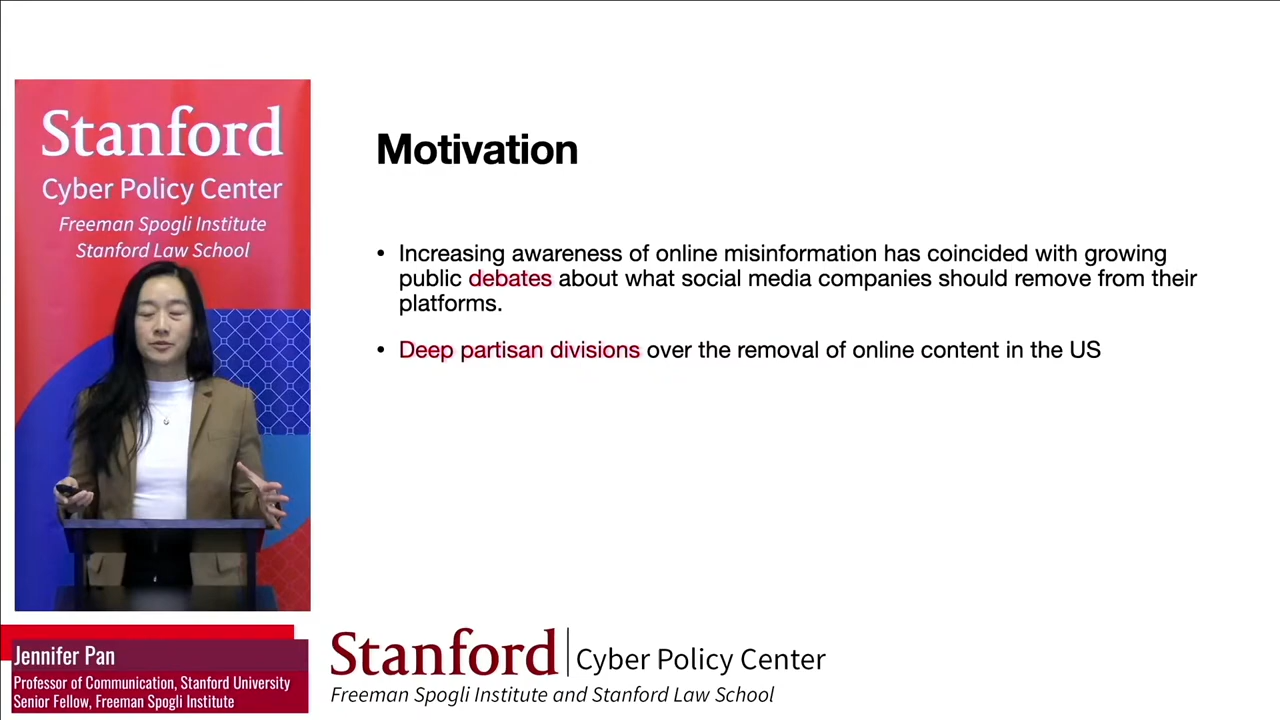 Stanford
Cyber Policy Center
Freeman Spogli Institute
Stanford Law School
Motivation
• Increasing awareness of online misinformation has coincided with growing
public debates about what social media companies should remove from their
platforms.
• Deep partisan divisions over the removal of online content in the US
Jennifer Pan
Professor of Communication, Stanford University
Senior Fellow, Freeman Spogli Institute
Stanford | Cyber Policy Center
Freeman Spogli Institute and Stanford Law School